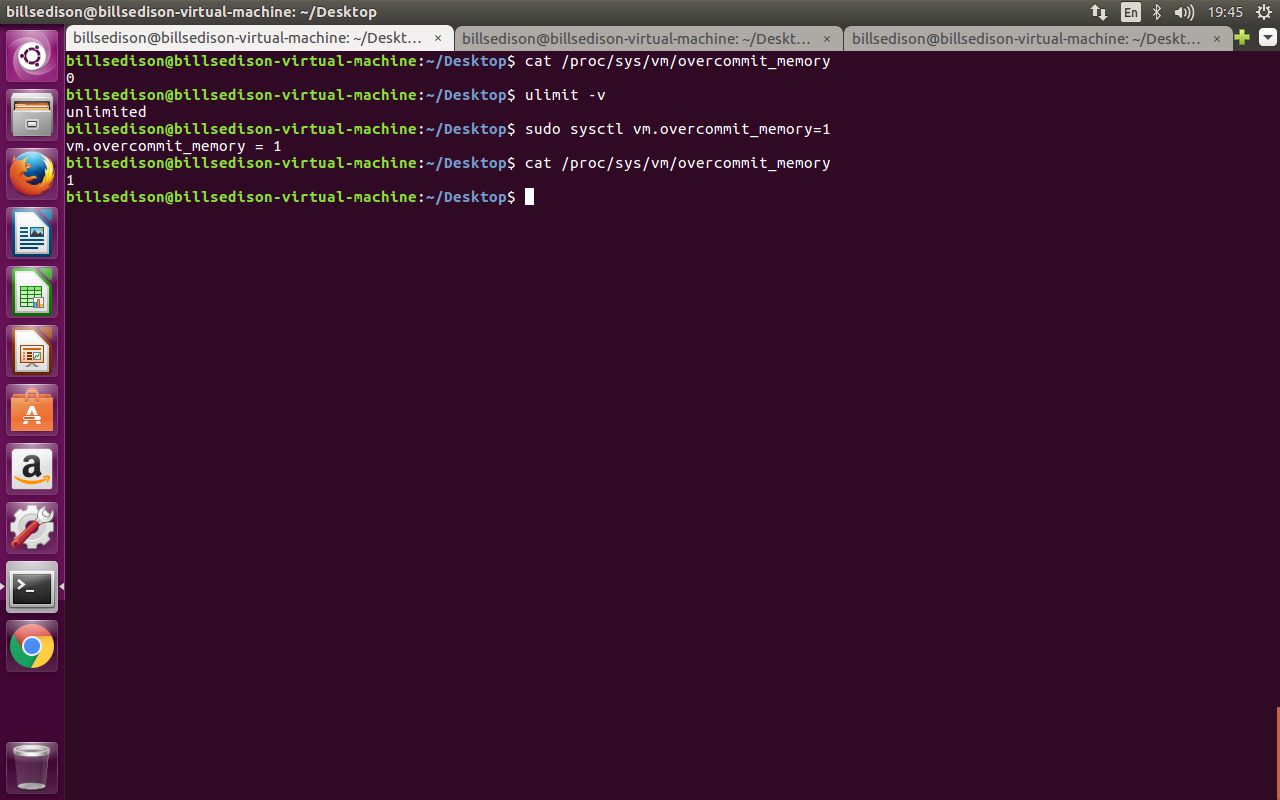 billsedison@billsedison-virtual-machine: ~/Desktop
En
19:45
billsedison@billsedison-virtual-machine: ~/Deskt… ×
billsedison@billsedison-virtual-machine: ~/Deskt… ×
billsedison@billsedison-virtual-machine: ~/Deskt… ×
billsedison@billsedison-virtual-machine:~/Desktop$ cat /proc/sys/vm/overcommit_memory
0
billsedison@billsedison-virtual-machine:~/Desktop$ ulimit -v
unlimited
billsedison@billsedison-virtual-machine:~/Desktop$ sudo sysctl vm.overcommit_memory=1
vm.overcommit_memory = 1
billsedison@billsedison-virtual-machine:~/Desktop$ cat /proc/sys/vm/overcommit_memory
1
billsedison@billsedison-virtual-machine:~/Desktop$